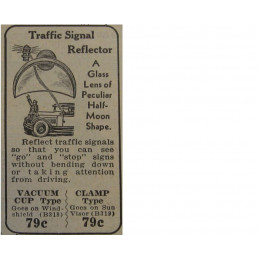 Traffic Signal
Reflector
A
Glass
Lens of
Peculiar
Half-
Moon
Shape.
Reflect traffic signals
so that you can see
"go" and "stop" signs
without bending down
or taking attention
from driving.
VACUUM
CUP Type
Goes on Wind-
shield (B318)
79c
CLAMP
Type
Goes on Sun
Visor (B319)
79c